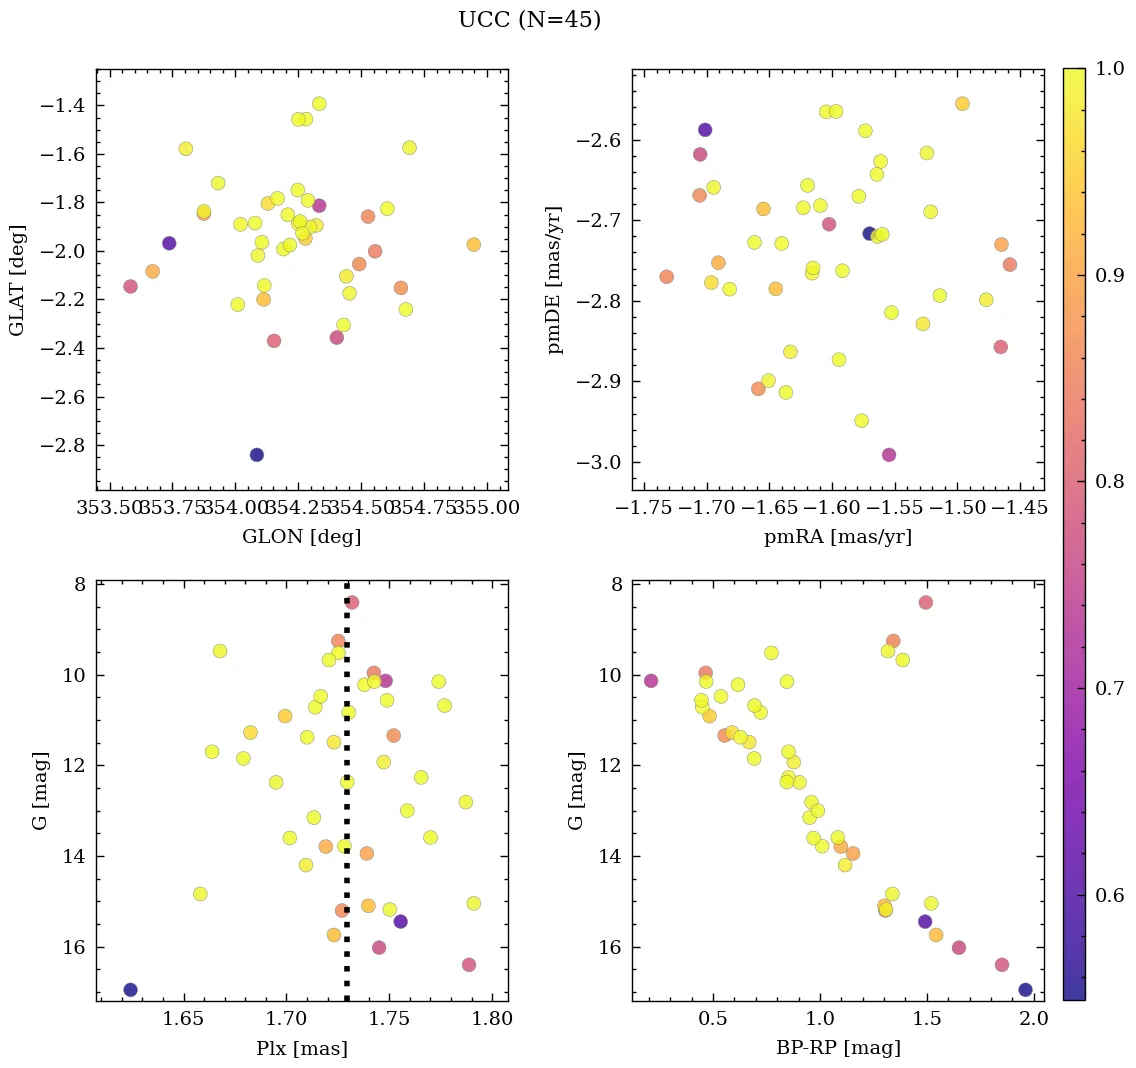 UCC (N=45)
−1.4
−1.6
−1.8
−2.0
−2.2
−2.4
−2.6
−2.8
GLAT [deg]
353.50 353.75 354.00 354.25 354.50 354.75 355.00
GLON [deg]
−2.6
−2.7
−2.8
−2.9
−3.0
pmDE [mas/yr]
−1.75 −1.70 −1.65 −1.60 −1.55 −1.50 −1.45
pmRA [mas/yr]
1.0
0.9
0.8
0.7
0.6
8
10
12
14
16
G [mag]
1.65 1.70 1.75 1.80
Plx [mas]
8
10
12
14
16
G [mag]
0.5 1.0 1.5 2.0
BP-RP [mag]